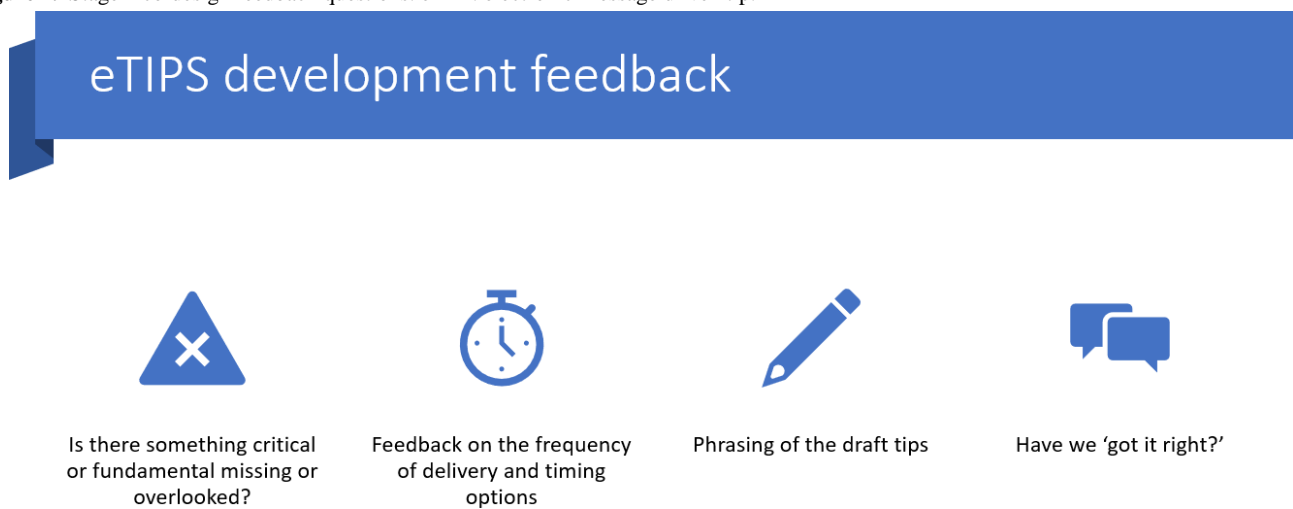 eTIPS development feedback
Is there something critical
or fundamental missing or
overlooked?
Feedback on the frequency
of delivery and timing
options
Phrasing of the draft tips
Have we ‘got it right?’